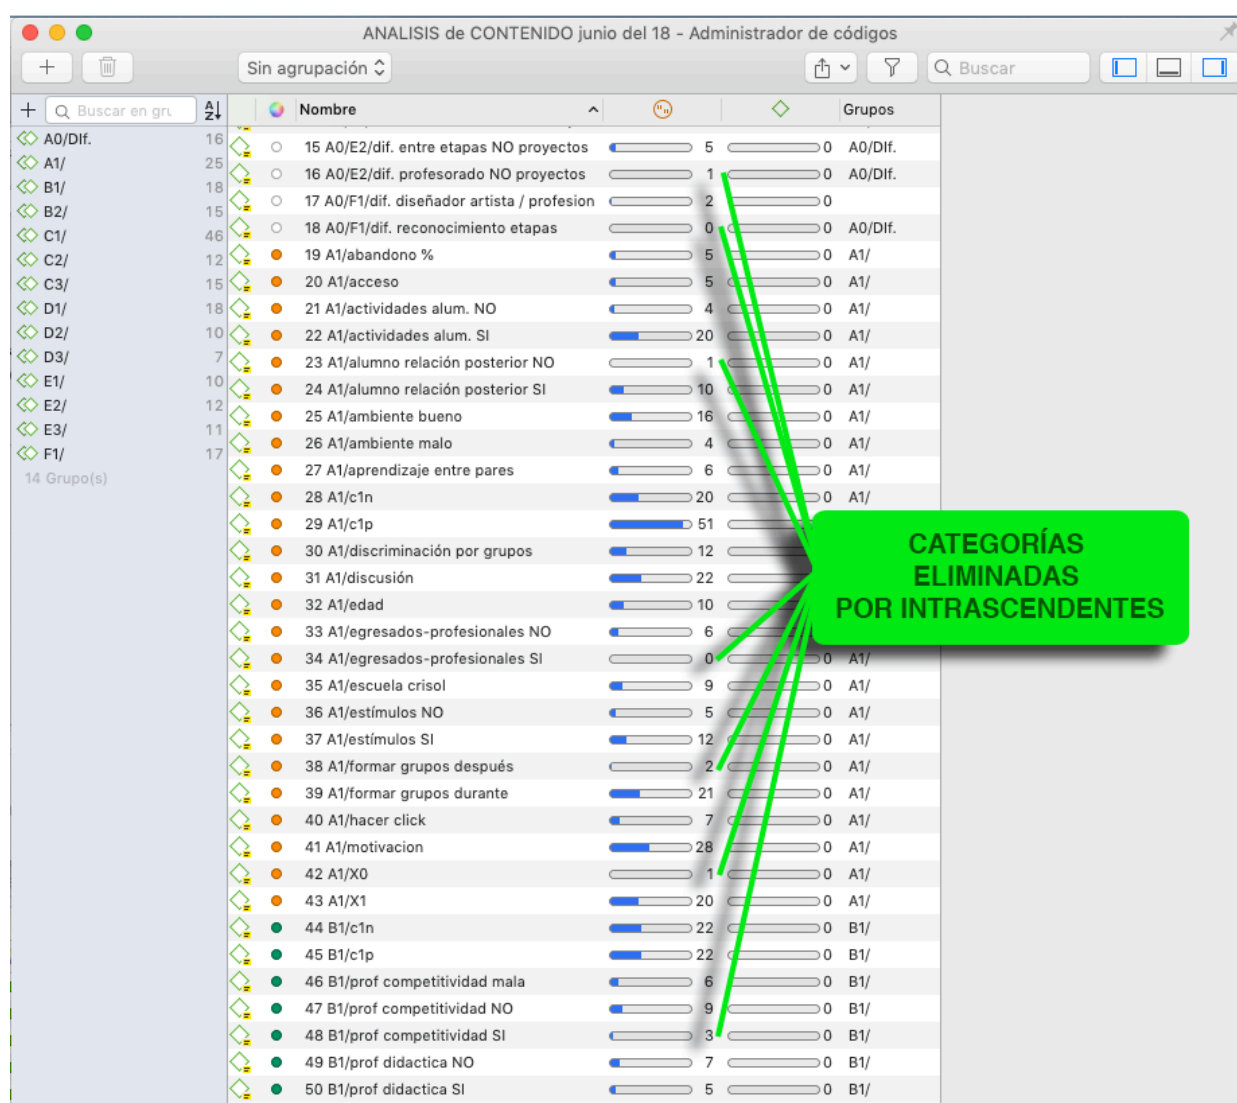 ANALISIS de CONTENIDO junio del 18 - Administrador de códigos
Sin agrupación
Buscar
Buscar en gru
Nombre
Grupos
A0/DIf. 16
A1/ 25
B1/ 18
B2/ 15
C1/ 46
C2/ 12
C3/ 15
D1/ 18
D2/ 10
D3/ 7
E1/ 10
E2/ 12
E3/ 11
F1/ 17
14 Grupo(s)
15 A0/E2/dif. entre etapas NO proyectos 5 0 A0/DIf.
16 A0/E2/dif. profesorado NO proyectos 1 0 A0/DIf.
17 A0/F1/dif. diseñador artista / profesion 2 0
18 A0/F1/dif. reconocimiento etapas 0 0 A0/DIf.
19 A1/abandono % 5 0 A1/
20 A1/acceso 5 0 A1/
21 A1/actividades alum. NO 4 0 A1/
22 A1/actividades alum. SI 20 0 A1/
23 A1/alumno relación posterior NO 1 0 A1/
24 A1/alumno relación posterior SI 10 0 A1/
25 A1/ambiente bueno 16 0 A1/
26 A1/ambiente malo 4 0 A1/
27 A1/aprendizaje entre pares 6 0 A1/
28 A1/c1n 20 0 A1/
29 A1/c1p 51
30 A1/discriminación por grupos 12
31 A1/discusión 22
32 A1/edad 10
33 A1/egresados-profesionales NO 6
34 A1/egresados-profesionales SI 0 0 A1/
35 A1/escuela crisol 9 0 A1/
36 A1/estímulos NO 5 0 A1/
37 A1/estímulos SI 12 0 A1/
38 A1/formar grupos después 2 0 A1/
39 A1/formar grupos durante 21 0 A1/
40 A1/hacer click 7 0 A1/
41 A1/motivacion 28 0 A1/
42 A1/X0 1 0 A1/
43 A1/X1 20 0 A1/
44 B1/c1n 22 0 B1/
45 B1/c1p 22 0 B1/
46 B1/prof competitividad mala 6 0 B1/
47 B1/prof competitividad NO 9 0 B1/
48 B1/prof competitividad SI 3 0 B1/
49 B1/prof didactica NO 7 0 B1/
50 B1/prof didactica SI 5 0 B1/
CATEGORÍAS
ELIMINADAS
POR INTRASCENDENTES